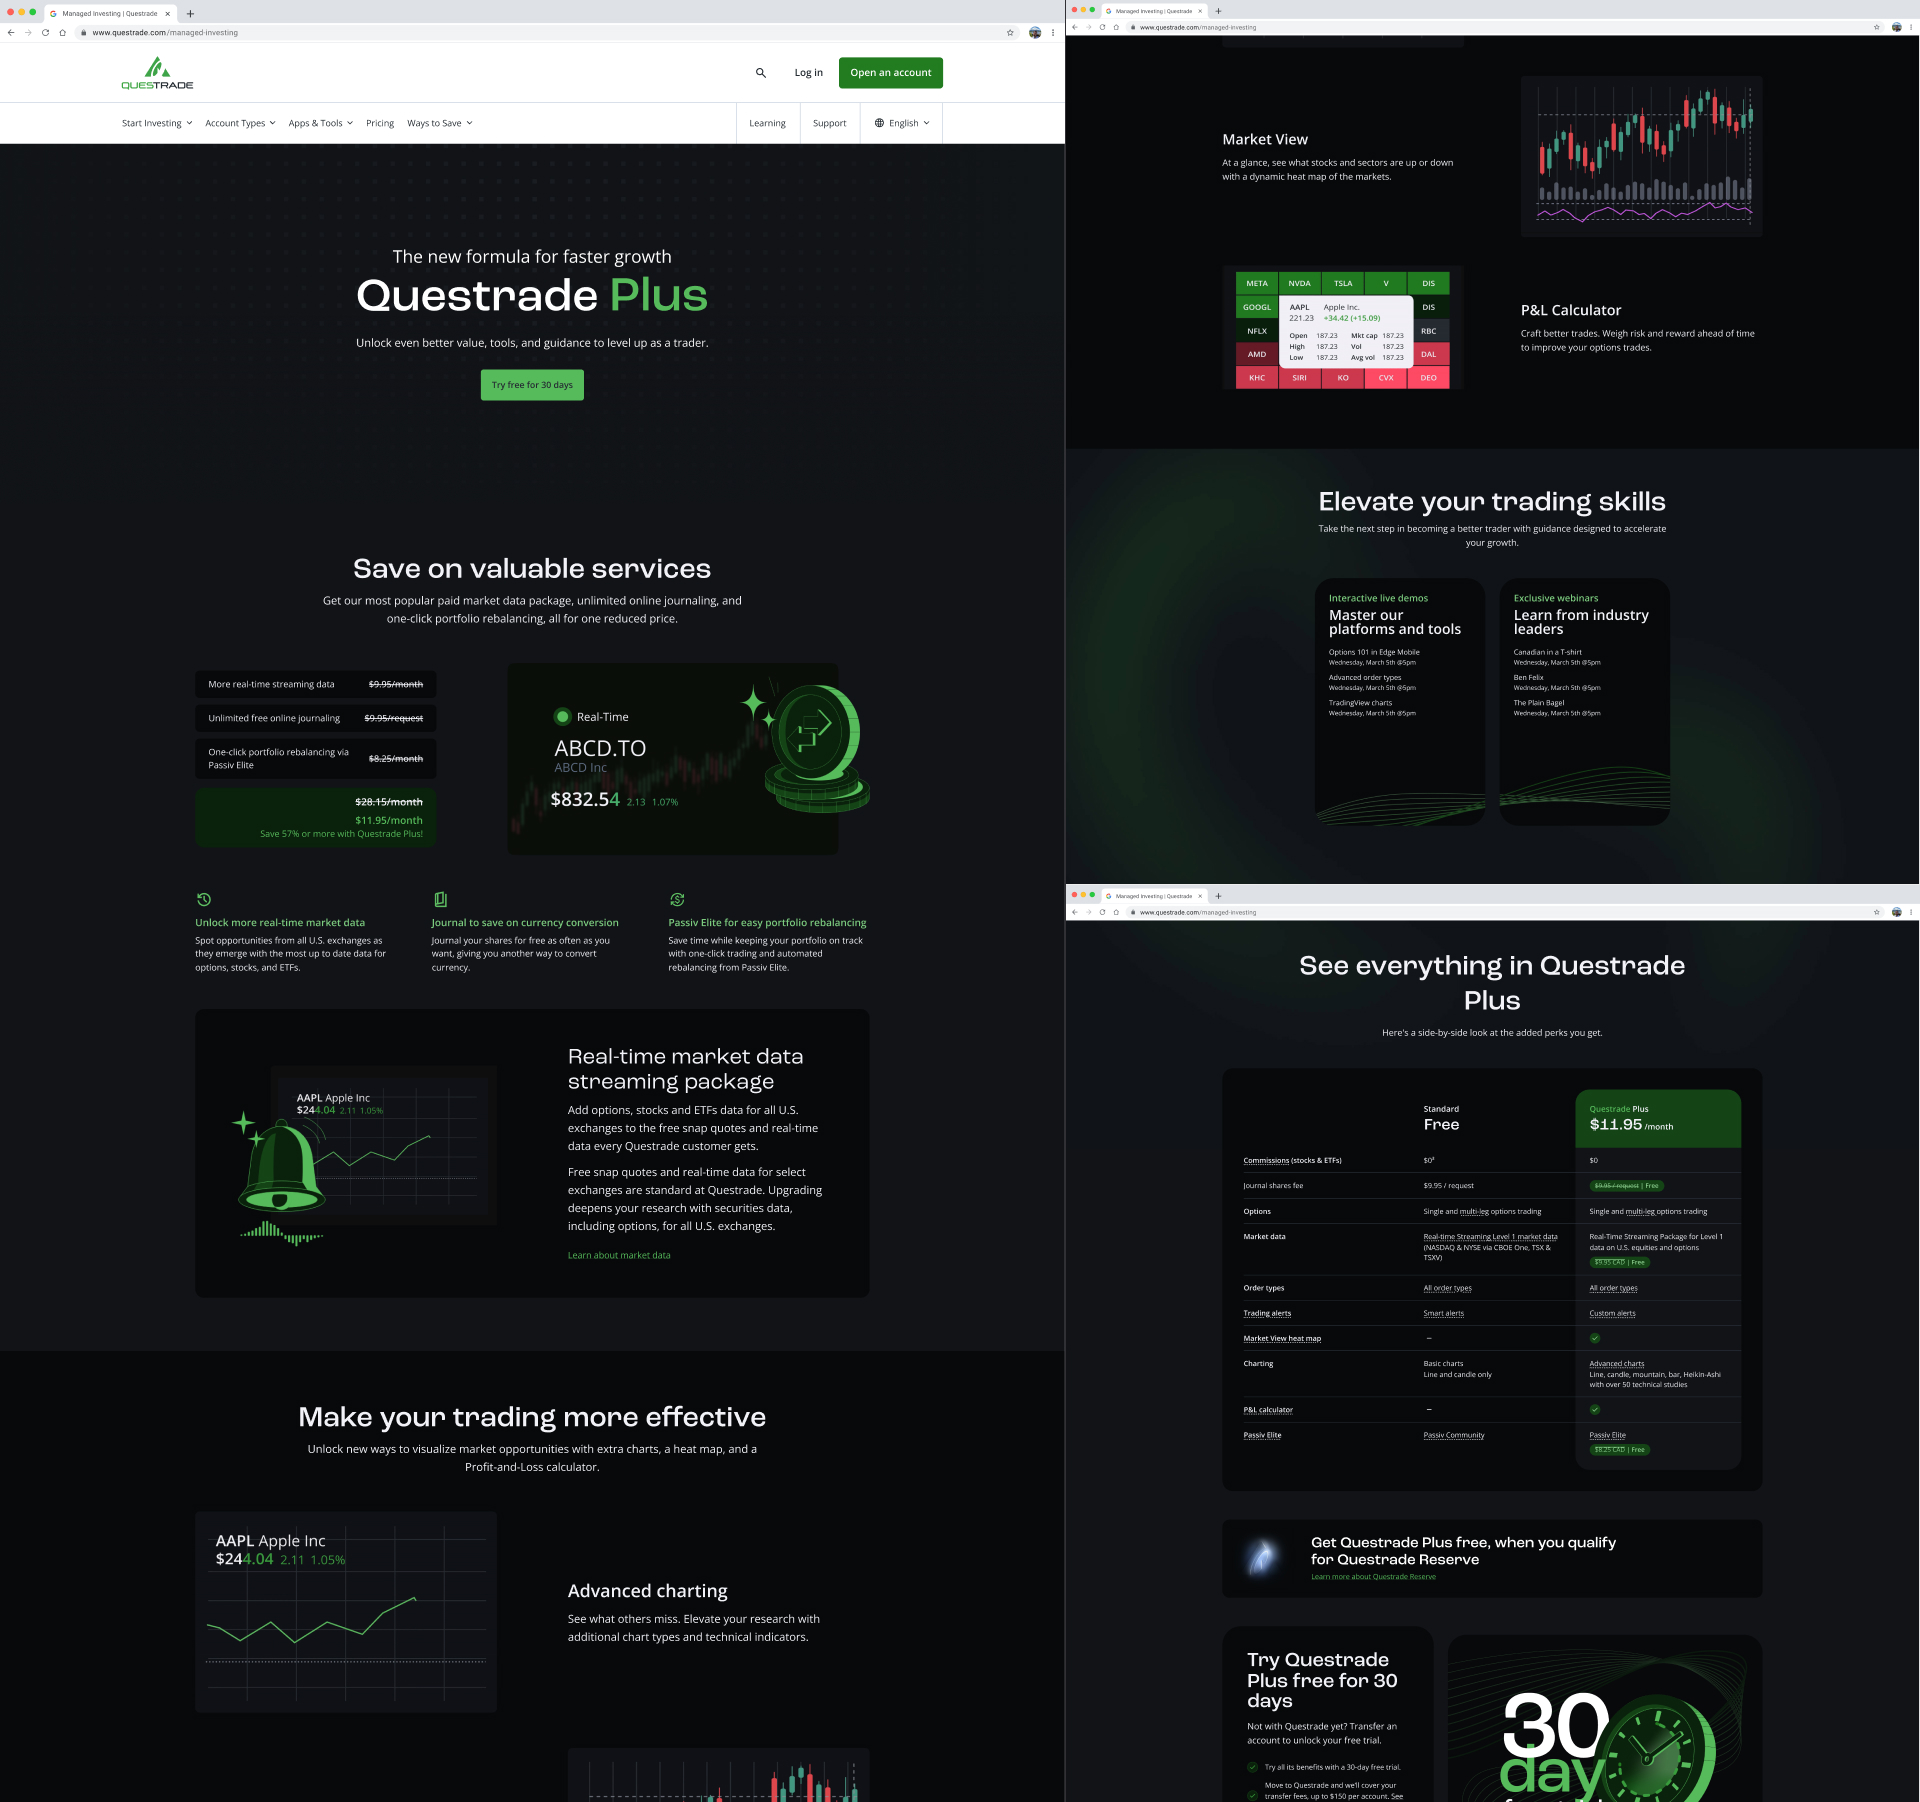 Managed Investing | Questrade
www.questrade.com/managed-investing
QUESTRADE
Log in
Open an account
Start Investing
Account Types
Apps & Tools
Pricing
Ways to Save
Learning
Support
English
The new formula for faster growth
Questrade Plus
Unlock even better value, tools, and guidance to level up as a trader.
Try free for 30 days
Save on valuable services
Get our most popular paid market data package, unlimited online journaling, and
one-click portfolio rebalancing, all for one reduced price.
More real-time streaming data
$9.95/month
Unlimited free online journaling
$9.95/request
One-click portfolio rebalancing via
Passiv Elite
$8.25/month
$28.15/month
$11.95/month
Save 57% or more with Questrade Plus!
Real-Time
ABCD.TO
ABCD Inc
$832.54 2.13 1.07%
Unlock more real-time market data
Spot opportunities from all U.S. exchanges as
they emerge with the most up to date data for
options, stocks, and ETFs.
Journal to save on currency conversion
Journal your shares for free as often as you
want, giving you another way to convert
currency.
Passiv Elite for easy portfolio rebalancing
Save time while keeping your portfolio on track
with one-click trading and automated
rebalancing from Passiv Elite.
AAPL Apple Inc
$244.04 2.11 1.05%
Real-time market data
streaming package
Add options, stocks and ETFs data for all U.S.
exchanges to the free snap quotes and real-time
data every Questrade customer gets.
Free snap quotes and real-time data for select
exchanges are standard at Questrade. Upgrading
deepens your research with securities data,
including options, for all U.S. exchanges.
Learn about market data
Make your trading more effective
Unlock new ways to visualize market opportunities with extra charts, a heat map, and a
Profit-and-Loss calculator.
AAPL Apple Inc
$244.04 2.11 1.05%
Advanced charting
See what others miss. Elevate your research with
additional chart types and technical indicators.
Managed Investing | Questrade
www.questrade.com/managed-investing
Market View
At a glance, see what stocks and sectors are up or down
with a dynamic heat map of the markets.
META NVDA TSLA V DIS
GOOGL
DIS
NFLX
RBC
AMD
DAL
KHC SIRI KO CVX DEO
AAPL Apple Inc.
221.23 +34.42 (+15.09)
Open 187.23 Mkt cap 187.23
High 187.23 Vol 187.23
Low 187.23 Avg vol 187.23
P&L Calculator
Craft better trades. Weigh risk and reward ahead of time
to improve your options trades.
Elevate your trading skills
Take the next step in becoming a better trader with guidance designed to accelerate
your growth.
Interactive live demos
Master our
platforms and tools
Options 101 in Edge Mobile
Wednesday, March 5th @5pm
Advanced order types
Wednesday, March 5th @5pm
TradingView charts
Wednesday, March 5th @5pm
Exclusive webinars
Learn from industry
leaders
Canadian in a T-shirt
Wednesday, March 5th @5pm
Ben Felix
Wednesday, March 5th @5pm
The Plain Bagel
Wednesday, March 5th @5pm
Managed Investing | Questrade
www.questrade.com/managed-investing
See everything in Questrade
Plus
Here's a side-by-side look at the added perks you get.
Standard
Free
Questrade Plus
$11.95 /month
Commissions (stocks & ETFs)
$0⁴
$0
Journal shares fee
$9.95 / request
$9.95 / request | Free
Options
Single and multi-leg options trading
Single and multi-leg options trading
Market data
Real-time Streaming Level 1 market data
(NASDAQ & NYSE via CBOE One, TSX &
TSXV)
Real-Time Streaming Package for Level 1
data on U.S. equities and options
$9.95 CAD | Free
Order types
All order types
All order types
Trading alerts
Smart alerts
Custom alerts
Market View heat map
–
Charting
Basic charts
Line and candle only
Advanced charts
Line, candle, mountain, bar, Heikin-Ashi
with over 50 technical studies
P&L calculator
–
Passiv Elite
Passiv Community
Passiv Elite
$8.25 CAD | Free
Get Questrade Plus free, when you qualify
for Questrade Reserve
Learn more about Questrade Reserve
Try Questrade
Plus free for 30
days
Not with Questrade yet? Transfer an
account to unlock your free trial.
Try all its benefits with a 30-day free trial.
Move to Questrade and we'll cover your
transfer fees, up to $150 per account. See
30
day